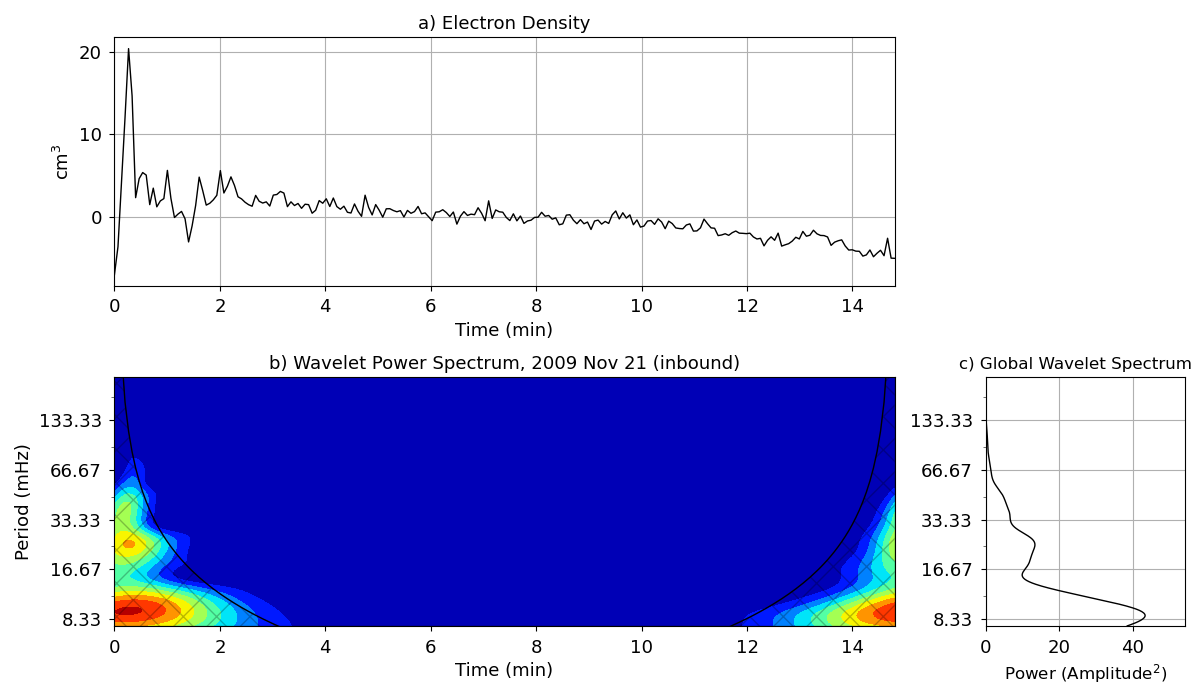 a) Electron Density
20
10
0
cm³
0 2 4 6 8 10 12 14
Time (min)
b) Wavelet Power Spectrum, 2009 Nov 21 (inbound)
c) Global Wavelet Spectrum
133.33
66.67
33.33
16.67
8.33
Period (mHz)
0 2 4 6 8 10 12 14
Time (min)
133.33
66.67
33.33
16.67
8.33
0 20 40
Power (Amplitude²)